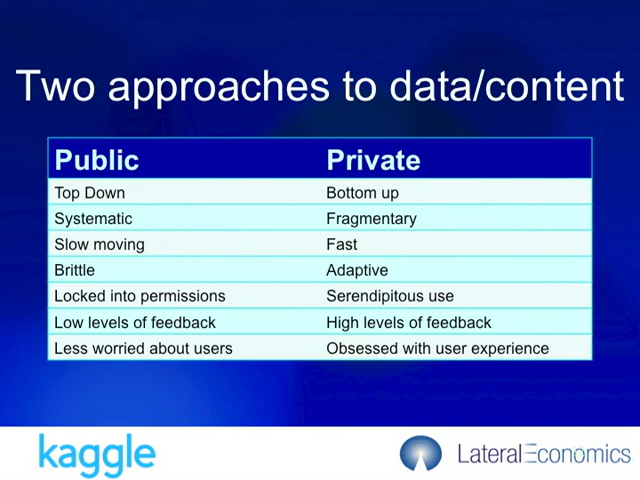 Two approaches to data/content
Public Private
Top Down Bottom up
Systematic Fragmentary
Slow moving Fast
Brittle Adaptive
Locked into permissions Serendipitous use
Low levels of feedback High levels of feedback
Less worried about users Obsessed with user experience
kaggle LateralEconomics